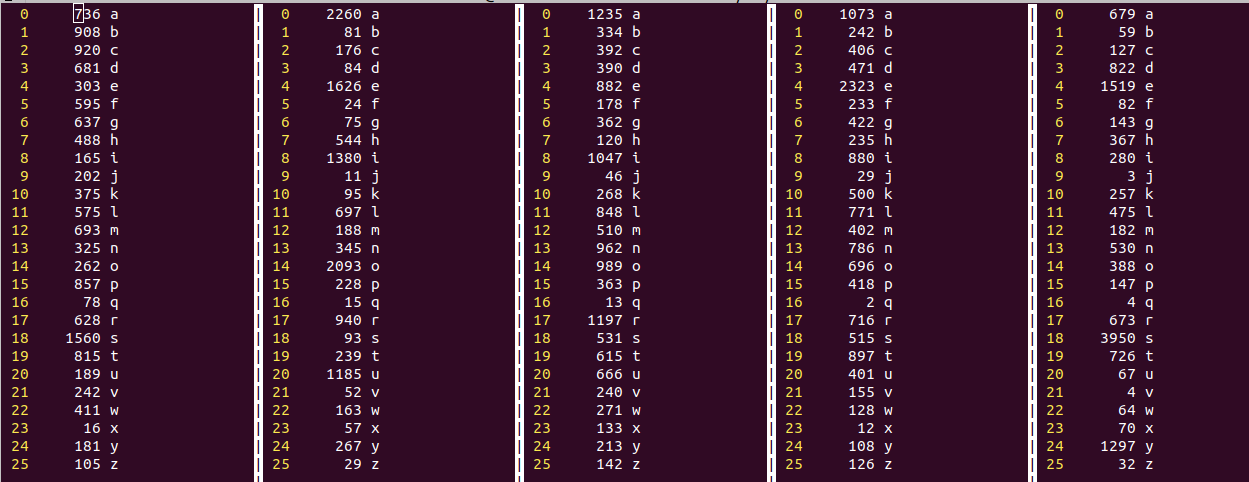 0 736 a | 0 2260 a | 0 1235 a | 0 1073 a | 0 679 a
1 908 b | 1 81 b | 1 334 b | 1 242 b | 1 59 b
2 920 c | 2 176 c | 2 392 c | 2 406 c | 2 127 c
3 681 d | 3 84 d | 3 390 d | 3 471 d | 3 822 d
4 303 e | 4 1626 e | 4 882 e | 4 2323 e | 4 1519 e
5 595 f | 5 24 f | 5 178 f | 5 233 f | 5 82 f
6 637 g | 6 75 g | 6 362 g | 6 422 g | 6 143 g
7 488 h | 7 544 h | 7 120 h | 7 235 h | 7 367 h
8 165 i | 8 1380 i | 8 1047 i | 8 880 i | 8 280 i
9 202 j | 9 11 j | 9 46 j | 9 29 j | 9 3 j
10 375 k | 10 95 k | 10 268 k | 10 500 k | 10 257 k
11 575 l | 11 697 l | 11 848 l | 11 771 l | 11 475 l
12 693 m | 12 188 m | 12 510 m | 12 402 m | 12 182 m
13 325 n | 13 345 n | 13 962 n | 13 786 n | 13 530 n
14 262 o | 14 2093 o | 14 989 o | 14 696 o | 14 388 o
15 857 p | 15 228 p | 15 363 p | 15 418 p | 15 147 p
16 78 q | 16 15 q | 16 13 q | 16 2 q | 16 4 q
17 628 r | 17 940 r | 17 1197 r | 17 716 r | 17 673 r
18 1560 s | 18 93 s | 18 531 s | 18 515 s | 18 3950 s
19 815 t | 19 239 t | 19 615 t | 19 897 t | 19 726 t
20 189 u | 20 1185 u | 20 666 u | 20 401 u | 20 67 u
21 242 v | 21 52 v | 21 240 v | 21 155 v | 21 4 v
22 411 w | 22 163 w | 22 271 w | 22 128 w | 22 64 w
23 16 x | 23 57 x | 23 133 x | 23 12 x | 23 70 x
24 181 y | 24 267 y | 24 213 y | 24 108 y | 24 1297 y
25 105 z | 25 29 z | 25 142 z | 25 126 z | 25 32 z